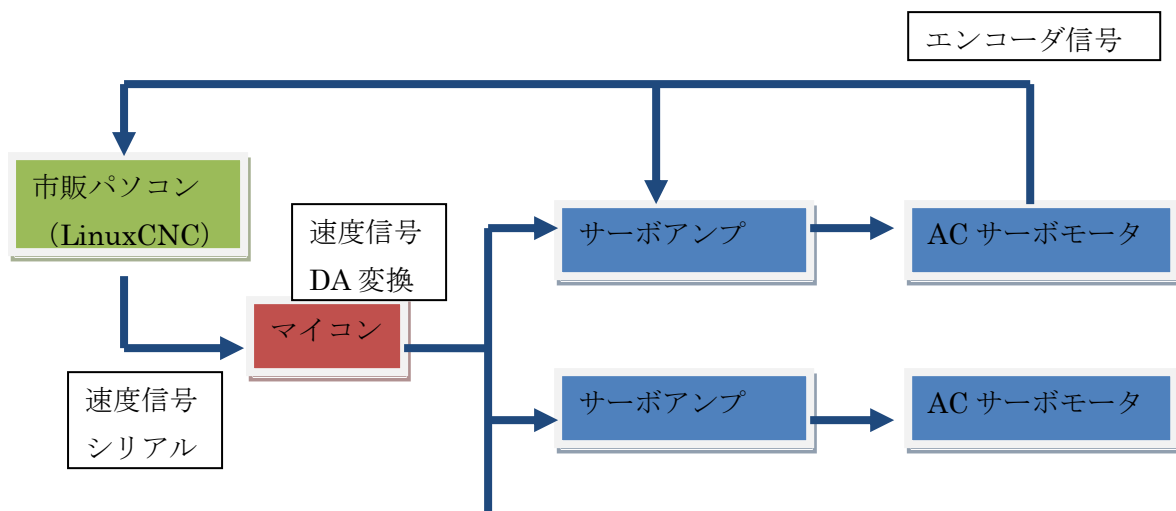 エンコーダ信号
市販パソコン
（LinuxCNC）
速度信号
DA 変換
サーボアンプ
AC サーボモータ
マイコン
速度信号
シリアル
サーボアンプ
AC サーボモータ